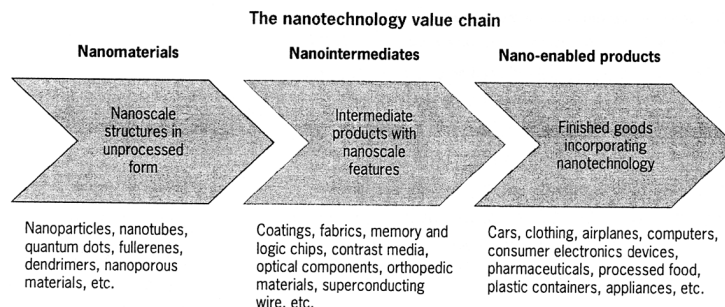 The nanotechnology value chain
Nanomaterials
Nanointermediates
Nano-enabled products
Nanoscale
structures in
unprocessed
form
Intermediate
products with
nanoscale
features
Finished goods
incorporating
nanotechnology
Nanoparticles, nanotubes,
quantum dots, fullerenes,
dendrimers, nanoporous
materials, etc.
Coatings, fabrics, memory and
logic chips, contrast media,
optical components, orthopedic
materials, superconducting
wire, etc.
Cars, clothing, airplanes, computers,
consumer electronics devices,
pharmaceuticals, processed food,
plastic containers, appliances, etc.